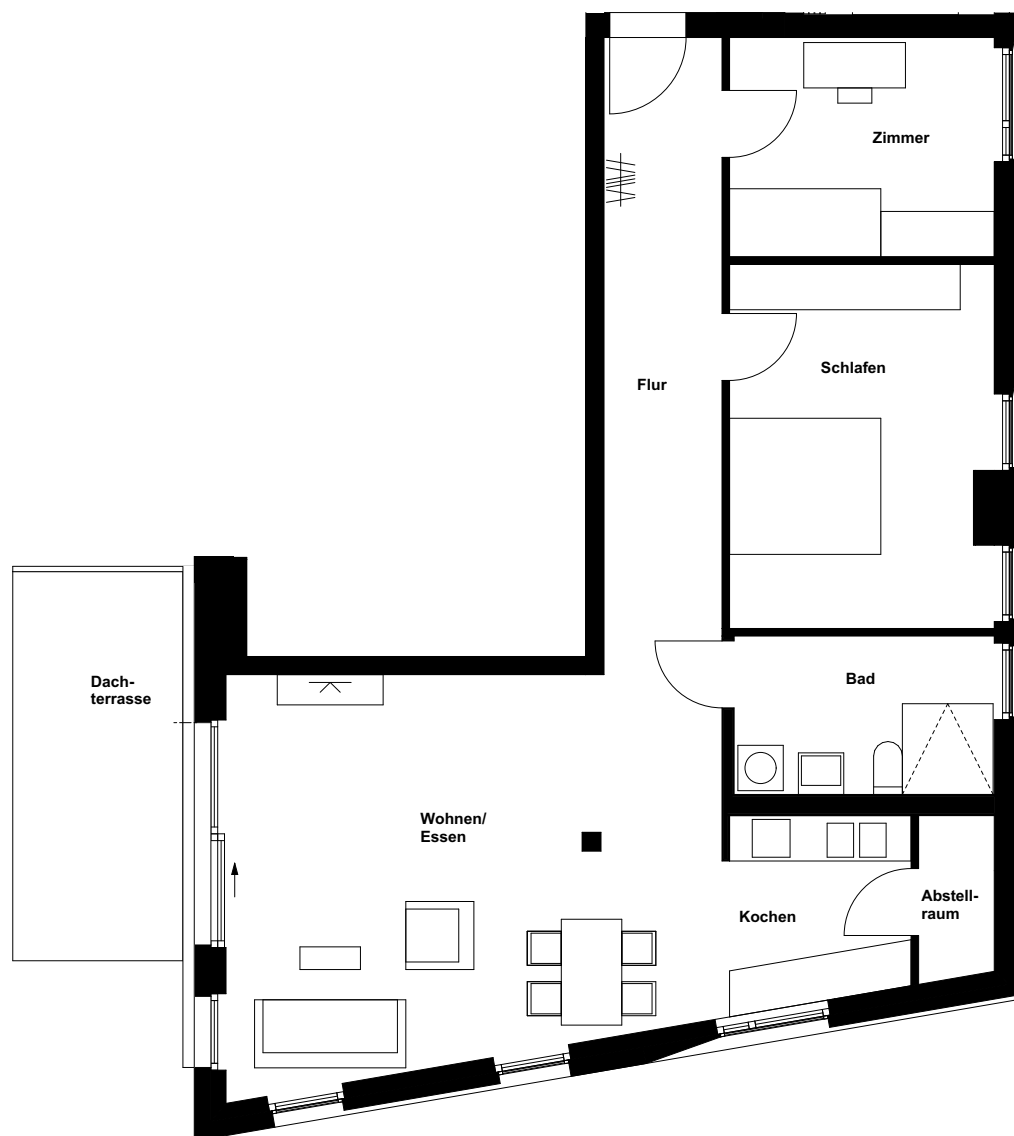 Zimmer
Schlafen
Flur
Bad
Dach-
terrasse
Wohnen/
Essen
Kochen
Abstell-
raum